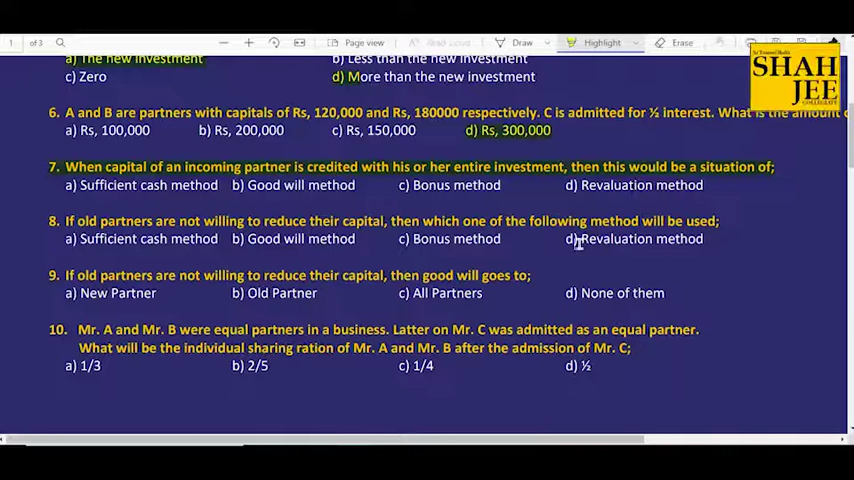 1 of 3 Page view Read aloud Draw Highlight Erase
SHAH
JEE
COLLEGIATE
a) The new investment b) Less than the new investment
c) Zero d) More than the new investment
6. A and B are partners with capitals of Rs, 120,000 and Rs, 180000 respectively. C is admitted for ½ interest. What is the amount
a) Rs, 100,000 b) Rs, 200,000 c) Rs, 150,000 d) Rs, 300,000
7. When capital of an incoming partner is credited with his or her entire investment, then this would be a situation of;
a) Sufficient cash method b) Good will method c) Bonus method d) Revaluation method
8. If old partners are not willing to reduce their capital, then which one of the following method will be used;
a) Sufficient cash method b) Good will method c) Bonus method d) Revaluation method
9. If old partners are not willing to reduce their capital, then good will goes to;
a) New Partner b) Old Partner c) All Partners d) None of them
10. Mr. A and Mr. B were equal partners in a business. Latter on Mr. C was admitted as an equal partner.
What will be the individual sharing ration of Mr. A and Mr. B after the admission of Mr. C;
a) 1/3 b) 2/5 c) 1/4 d) ½